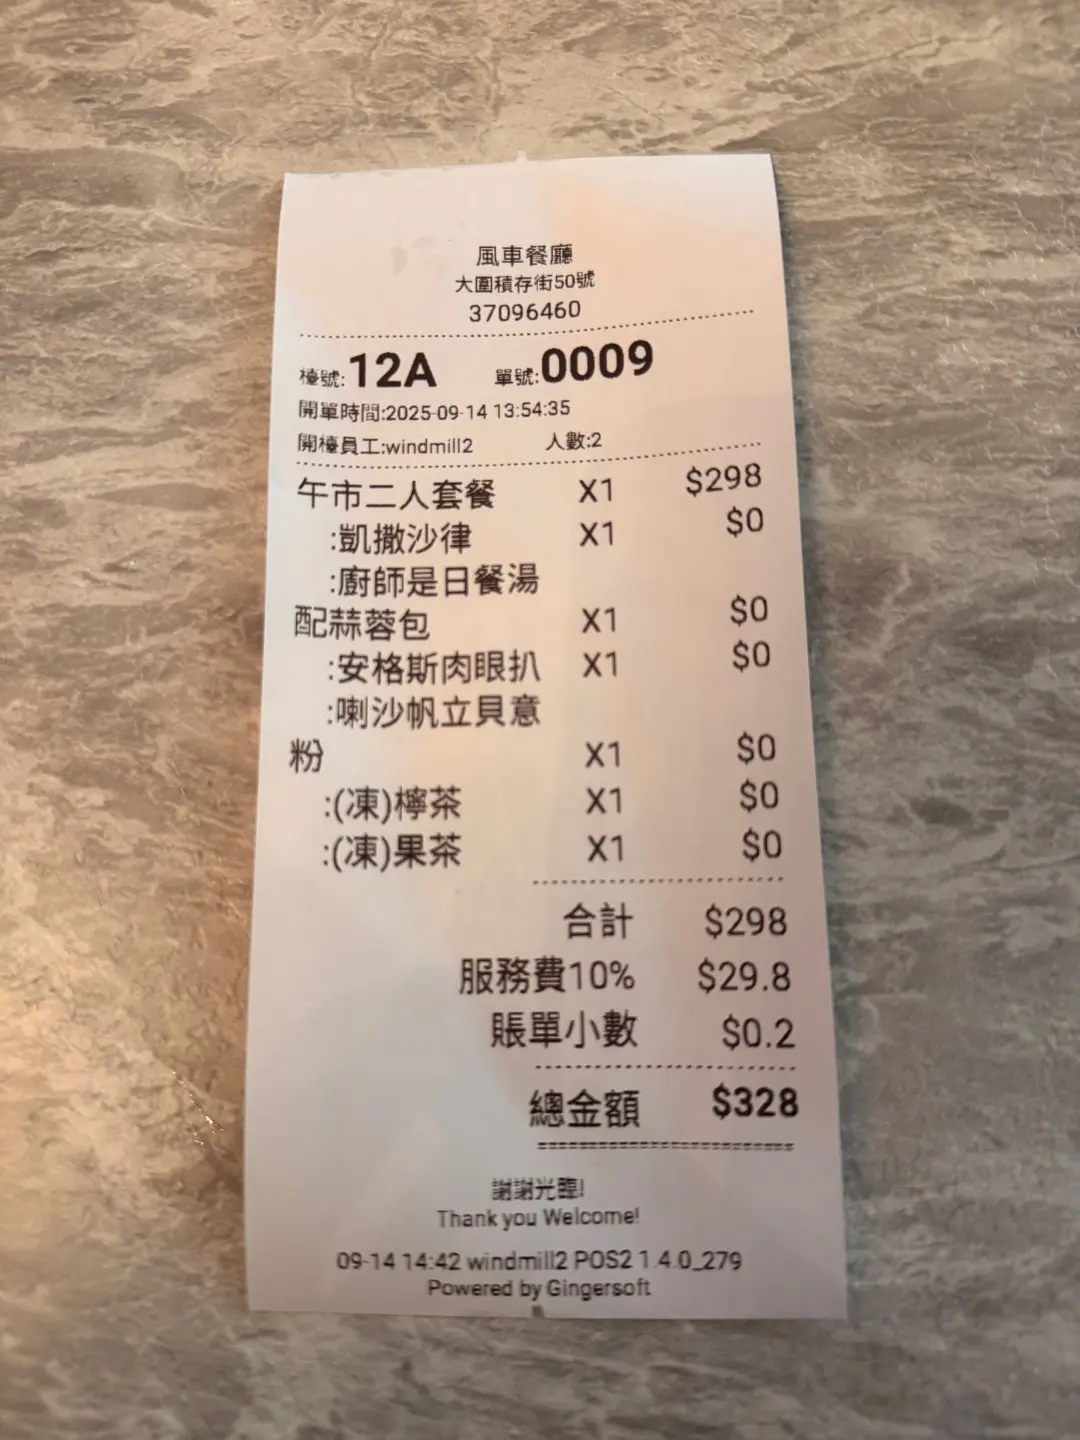 風車餐廳
大圍積存街50號
37096460
檯號:12A 單號:0009
開單時間:2025-09-14 13:54:35
開檯員工:windmill2 人數:2
午市二人套餐 X1 $298
:凱撒沙律 X1 $0
:廚師是日餐湯
配蒜蓉包 X1 $0
:安格斯肉眼扒 X1 $0
:喇沙帆立貝意
粉 X1 $0
:(凍)檸茶 X1 $0
:(凍)果茶 X1 $0
合計 $298
服務費10% $29.8
賬單小數 $0.2
總金額 $328
謝謝光臨!
Thank you Welcome!
09-14 14:42 windmill2 POS2 1.4.0_279
Powered by Gingersoft